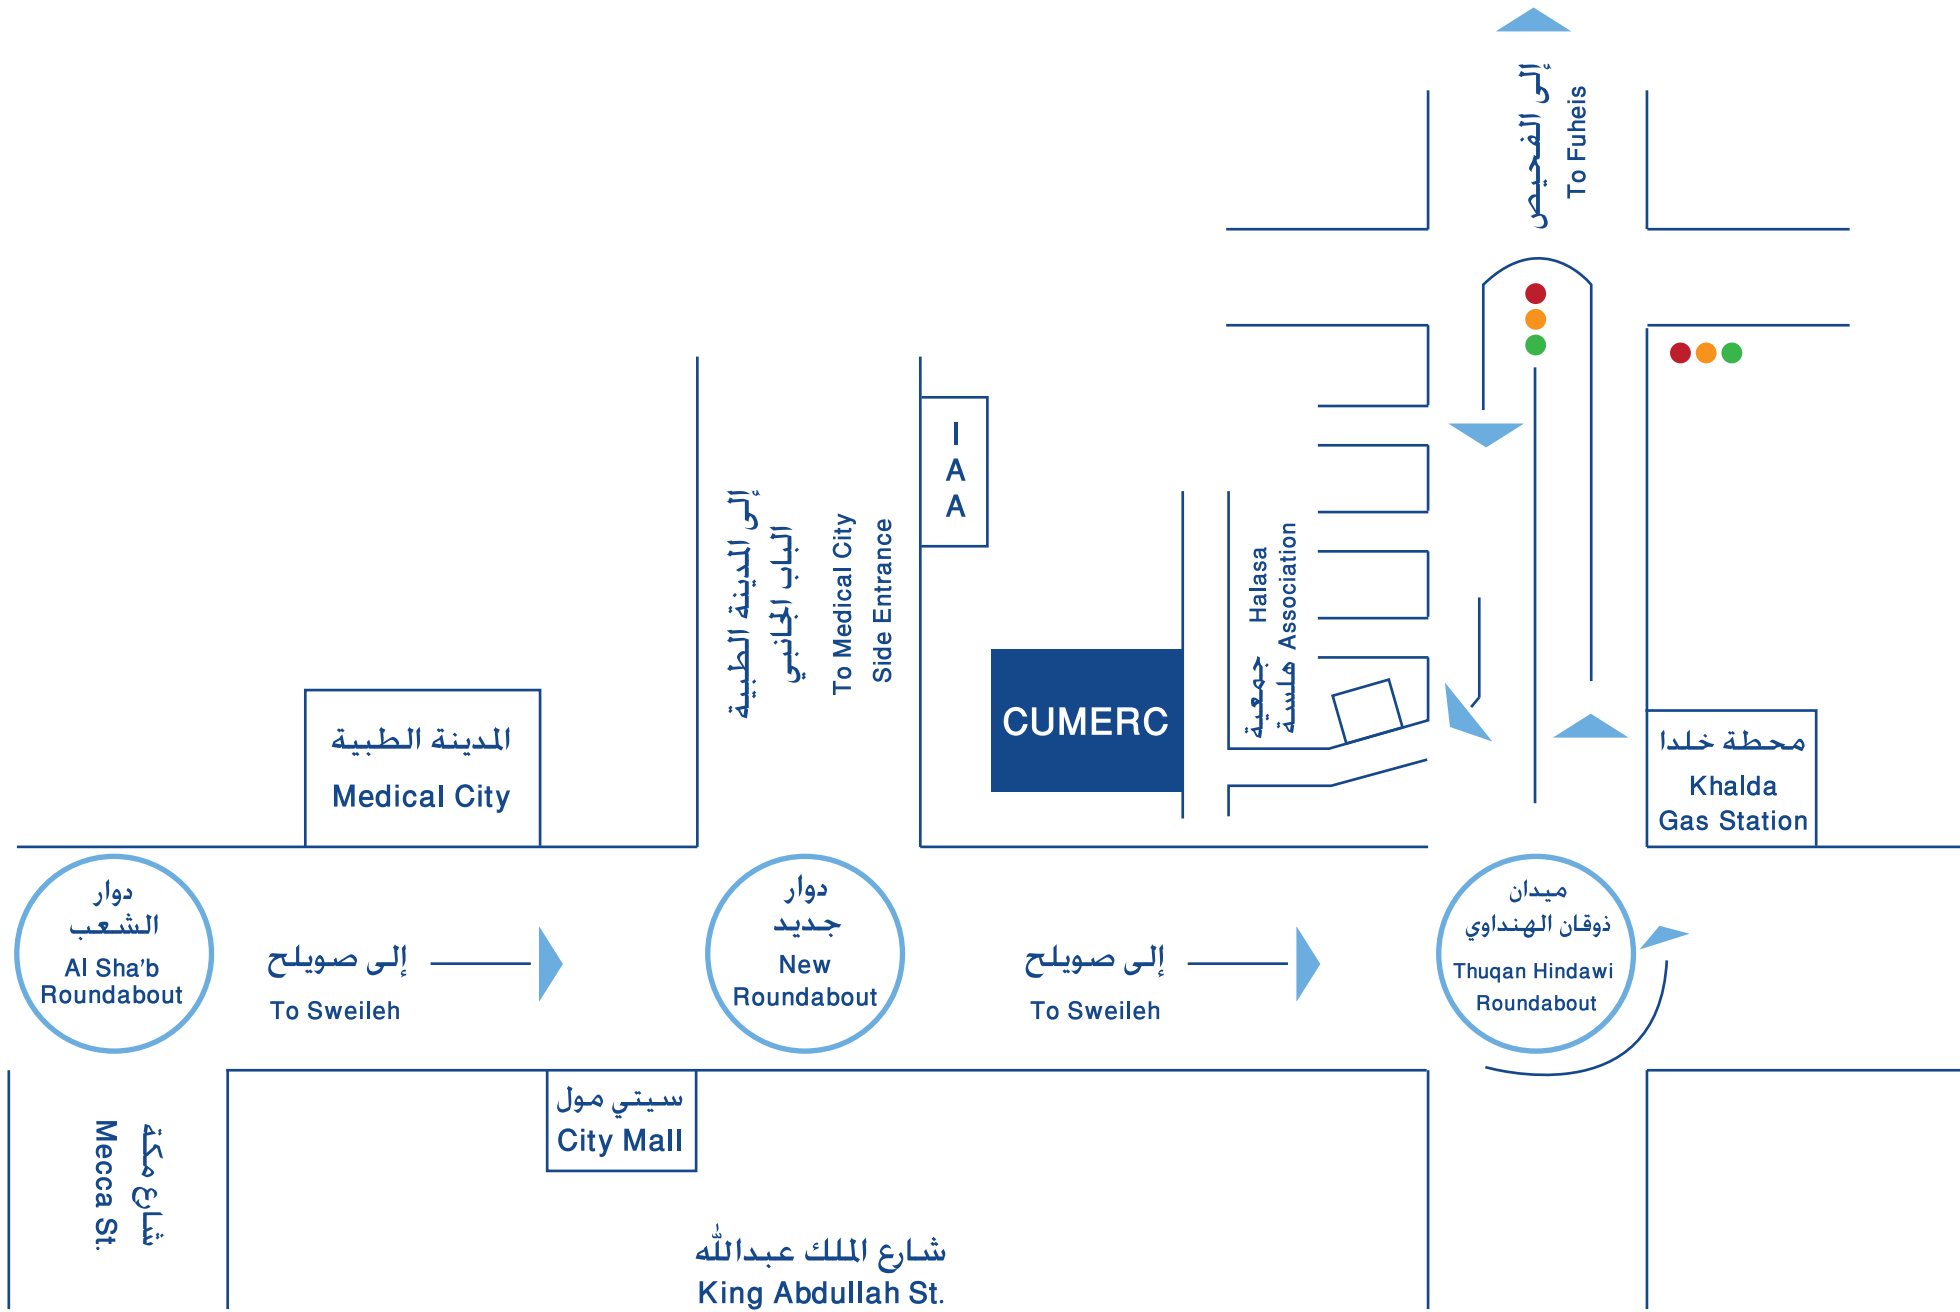 إلى الفحيص
To Fuheis
I
A
A
إلى المدينة الطبية
الباب الجانبي
To Medical City
Side Entrance
Halasa
Association
جمعية
هلسة
CUMERC
المدينة الطبية
Medical City
محطة خلدا
Khalda
Gas Station
دوار
الشعب
Al Sha'b
Roundabout
إلى صويلح
To Sweileh
دوار
جديد
New
Roundabout
إلى صويلح
To Sweileh
ميدان
ذوقان الهنداوي
Thuqan Hindawi
Roundabout
شارع مكة
Mecca St.
سيتي مول
City Mall
شارع الملك عبدالله
King Abdullah St.